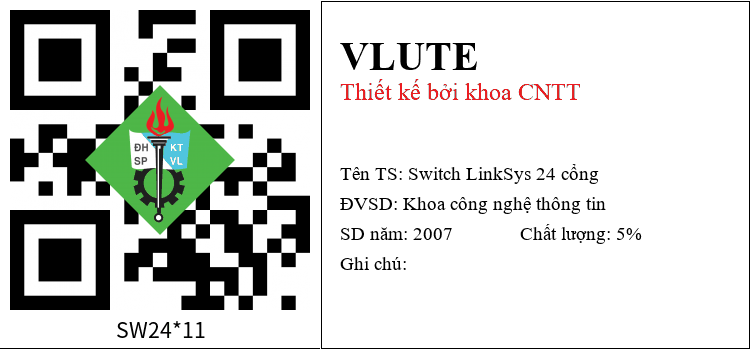 ĐH KT
SP VL
SW24*11
VLUTE
Thiết kế bởi khoa CNTT
Tên TS: Switch LinkSys 24 cổng
ĐVSD: Khoa công nghệ thông tin
SD năm: 2007 Chất lượng: 5%
Ghi chú: